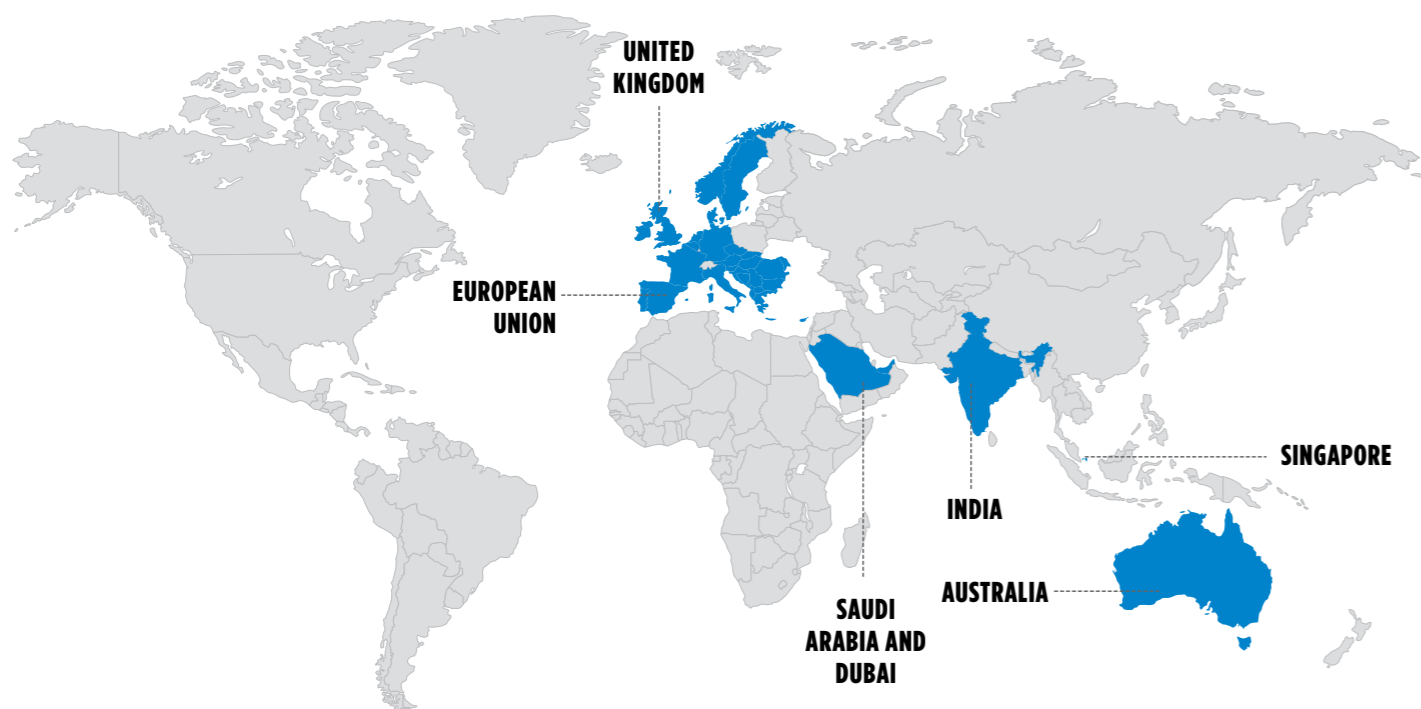 UNITED
KINGDOM
EUROPEAN
UNION
SINGAPORE
INDIA
AUSTRALIA
SAUDI
ARABIA AND
DUBAI